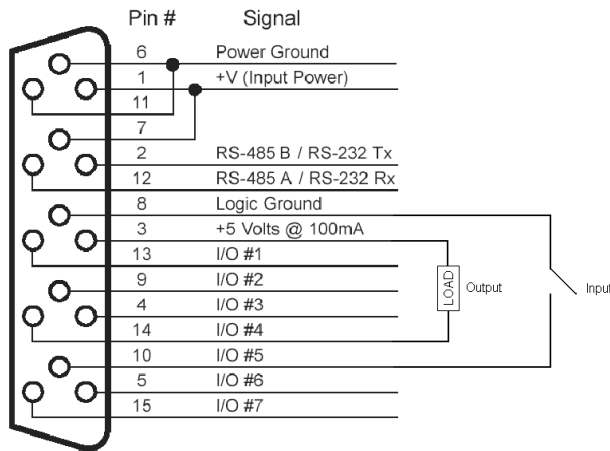 Pin # Signal
6 Power Ground
1 +V (Input Power)
11
7
2 RS-485 B / RS-232 Tx
12 RS-485 A / RS-232 Rx
8 Logic Ground
3 +5 Volts @ 100mA
13 I/O #1
9 I/O #2
4 I/O #3
14 I/O #4
10 I/O #5
5 I/O #6
15 I/O #7
LOAD
Output
Input